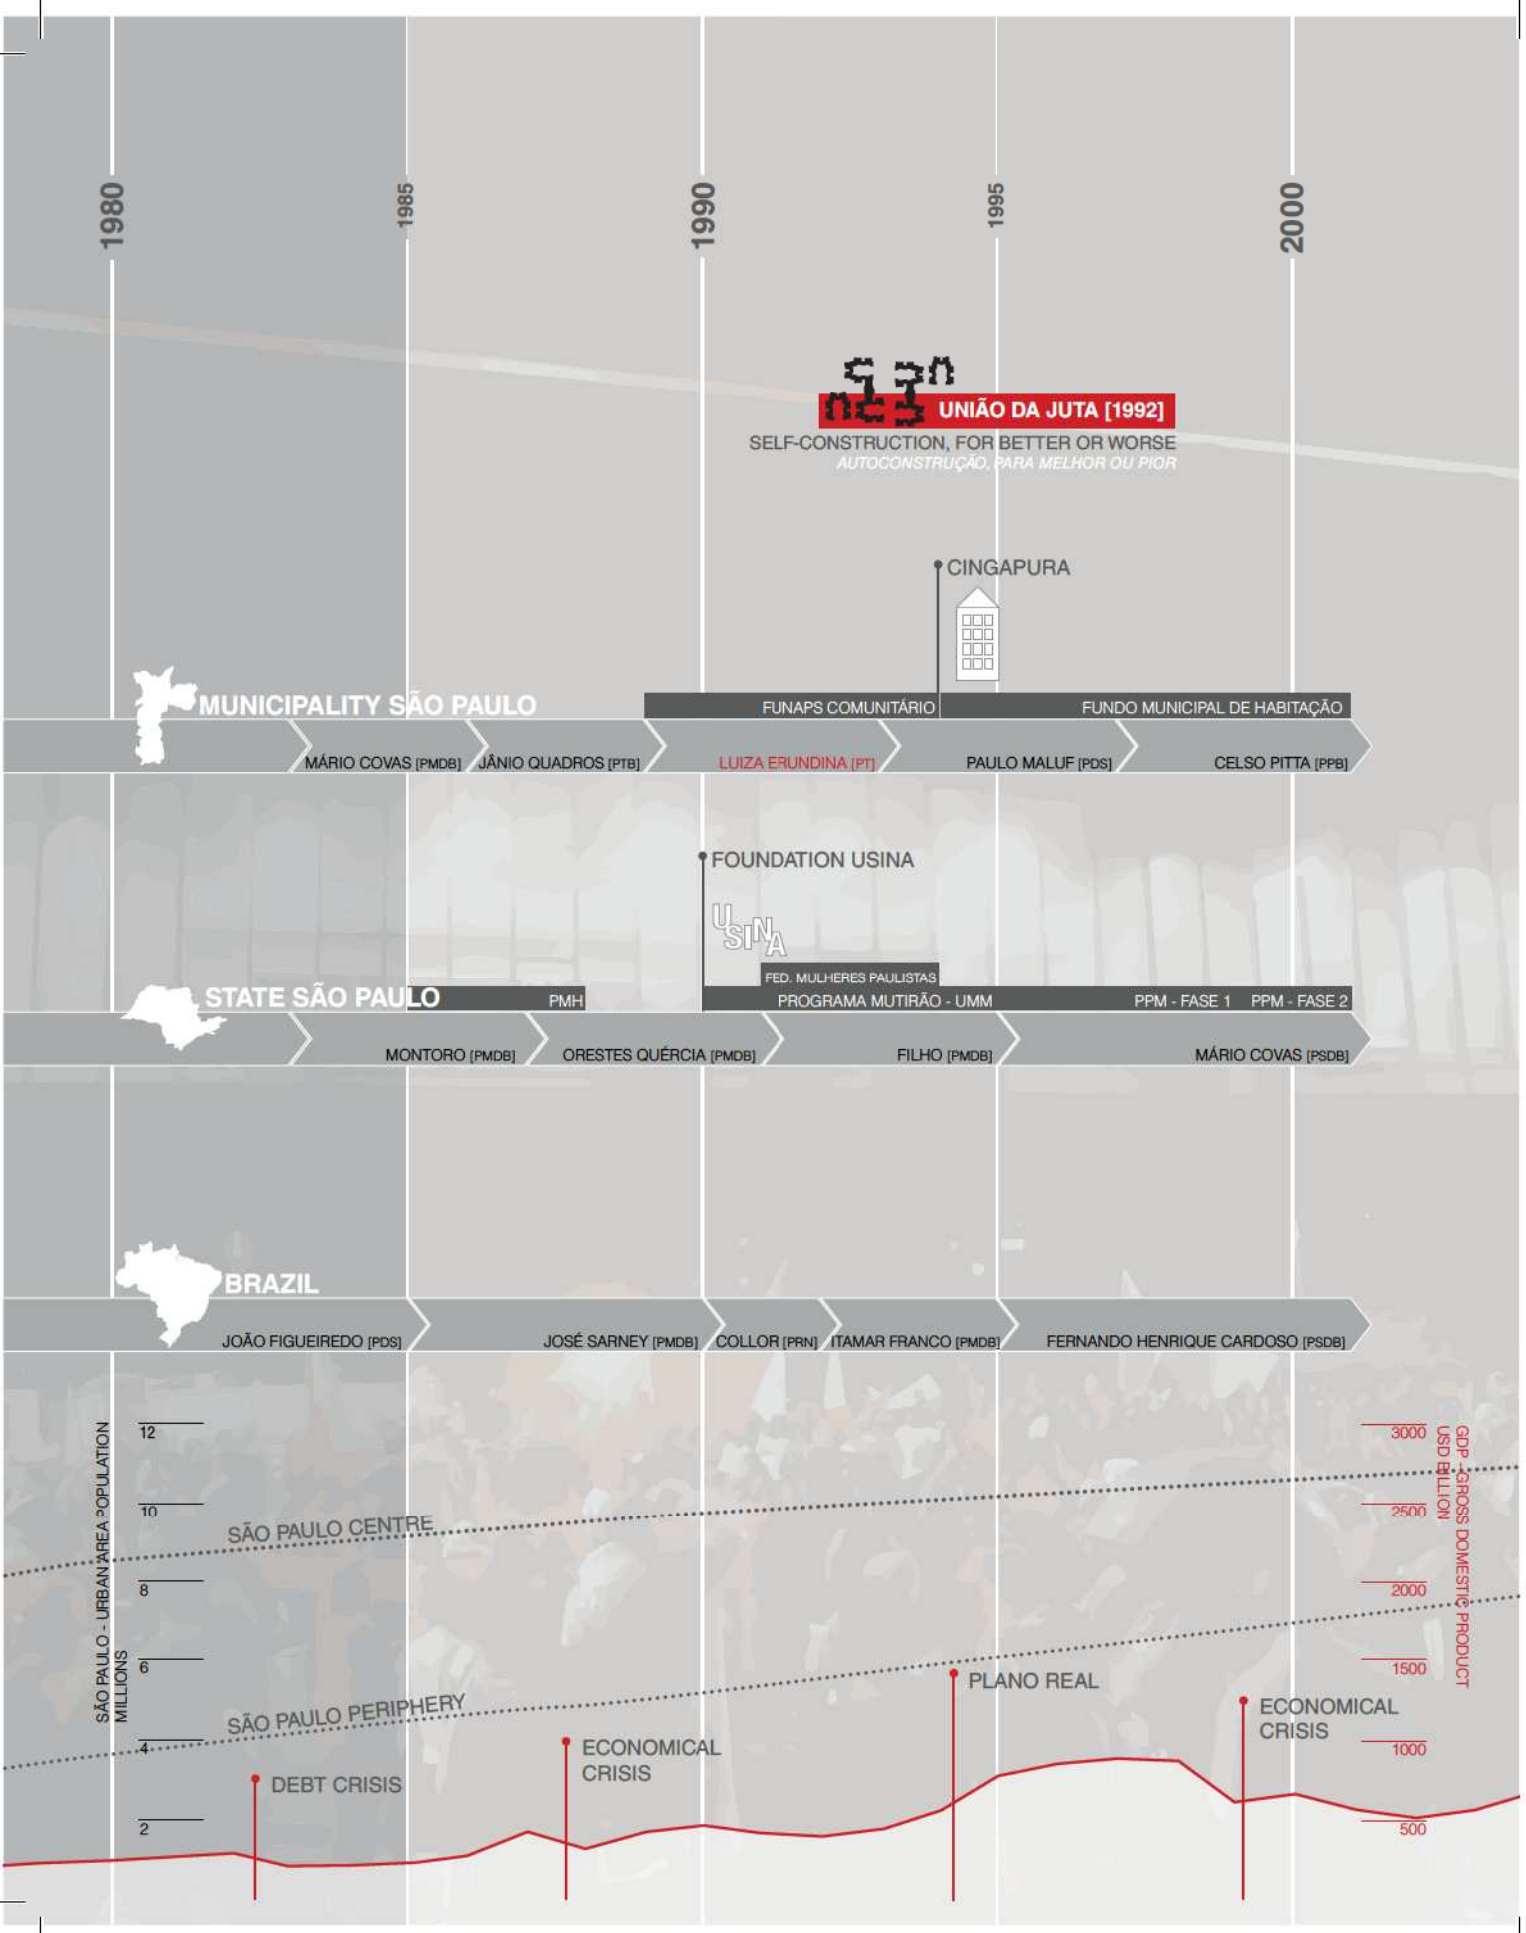 1980
1985
1990
1995
2000
UNIÃO DA JUTA [1992]
SELF-CONSTRUCTION, FOR BETTER OR WORSE
AUTOCONSTRUÇÃO, PARA MELHOR OU PIOR
CINGAPURA
MUNICIPALITY SÃO PAULO
FUNAPS COMUNITÁRIO
FUNDO MUNICIPAL DE HABITAÇÃO
MÁRIO COVAS [PMDB]
JÂNIO QUADROS [PTB]
LUIZA ERUNDINA [PT]
PAULO MALUF [PDS]
CELSO PITTA [PPB]
FOUNDATION USINA
USINA
FED. MULHERES PAULISTAS
STATE SÃO PAULO
PMH
PROGRAMA MUTIRÃO - UMM
PPM - FASE 1
PPM - FASE 2
MONTORO [PMDB]
ORESTES QUÉRCIA [PMDB]
FILHO [PMDB]
MÁRIO COVAS [PSDB]
BRAZIL
JOÃO FIGUEIREDO [PDS]
JOSÉ SARNEY [PMDB]
COLLOR [PRN]
ITAMAR FRANCO [PMDB]
FERNANDO HENRIQUE CARDOSO [PSDB]
SÃO PAULO - URBAN AREA POPULATION
MILLIONS
12
10
8
6
4
2
SÃO PAULO CENTRE
SÃO PAULO PERIPHERY
DEBT CRISIS
ECONOMICAL
CRISIS
PLANO REAL
ECONOMICAL
CRISIS
3000
2500
2000
1500
1000
500
GDP - GROSS DOMESTIC PRODUCT
USD BILLION